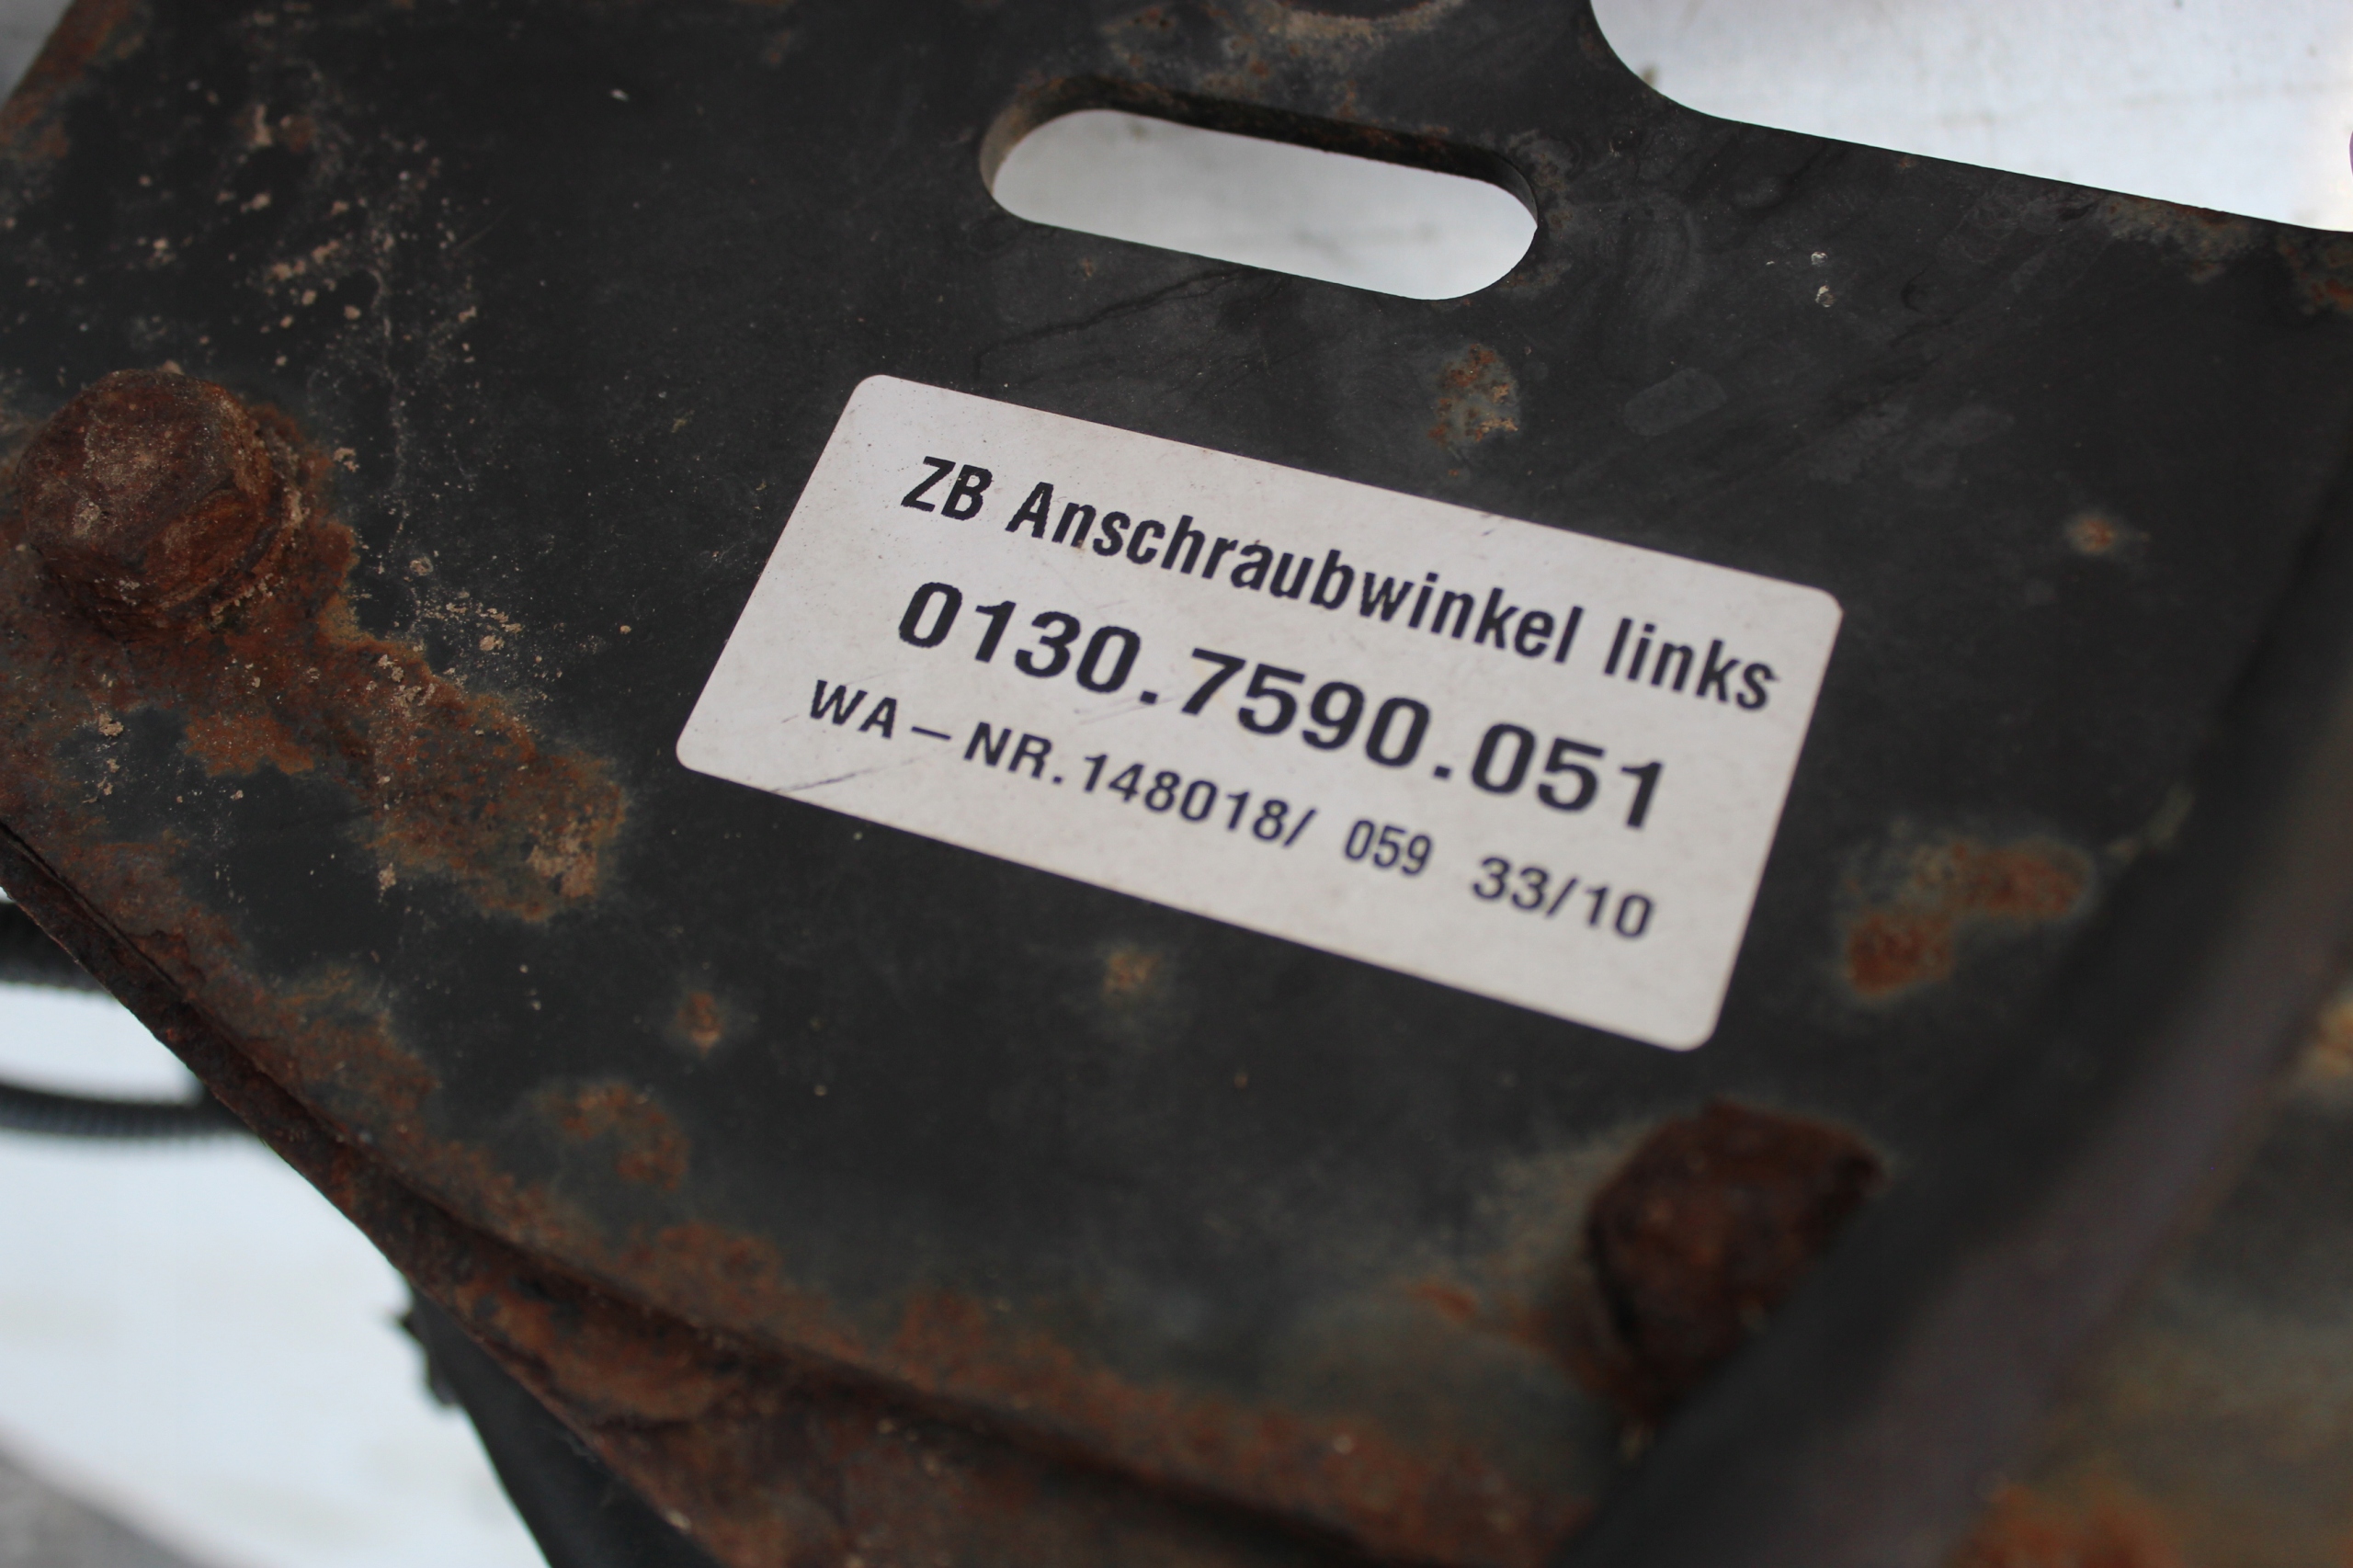 ZB Anschraubwinkel links
0130.7590.051
WA-NR.148018/ 059 33/10